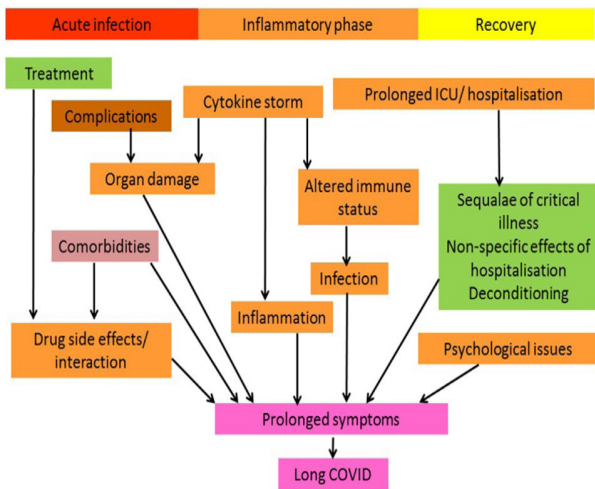 Acute infection
Inflammatory phase
Recovery
Treatment
Complications
Cytokine storm
Prolonged ICU/ hospitalisation
Organ damage
Altered immune
status
Sequalae of critical
illness
Non-specific effects of
hospitalisation
Deconditioning
Comorbidities
Infection
Inflammation
Drug side effects/
interaction
Psychological issues
Prolonged symptoms
Long COVID